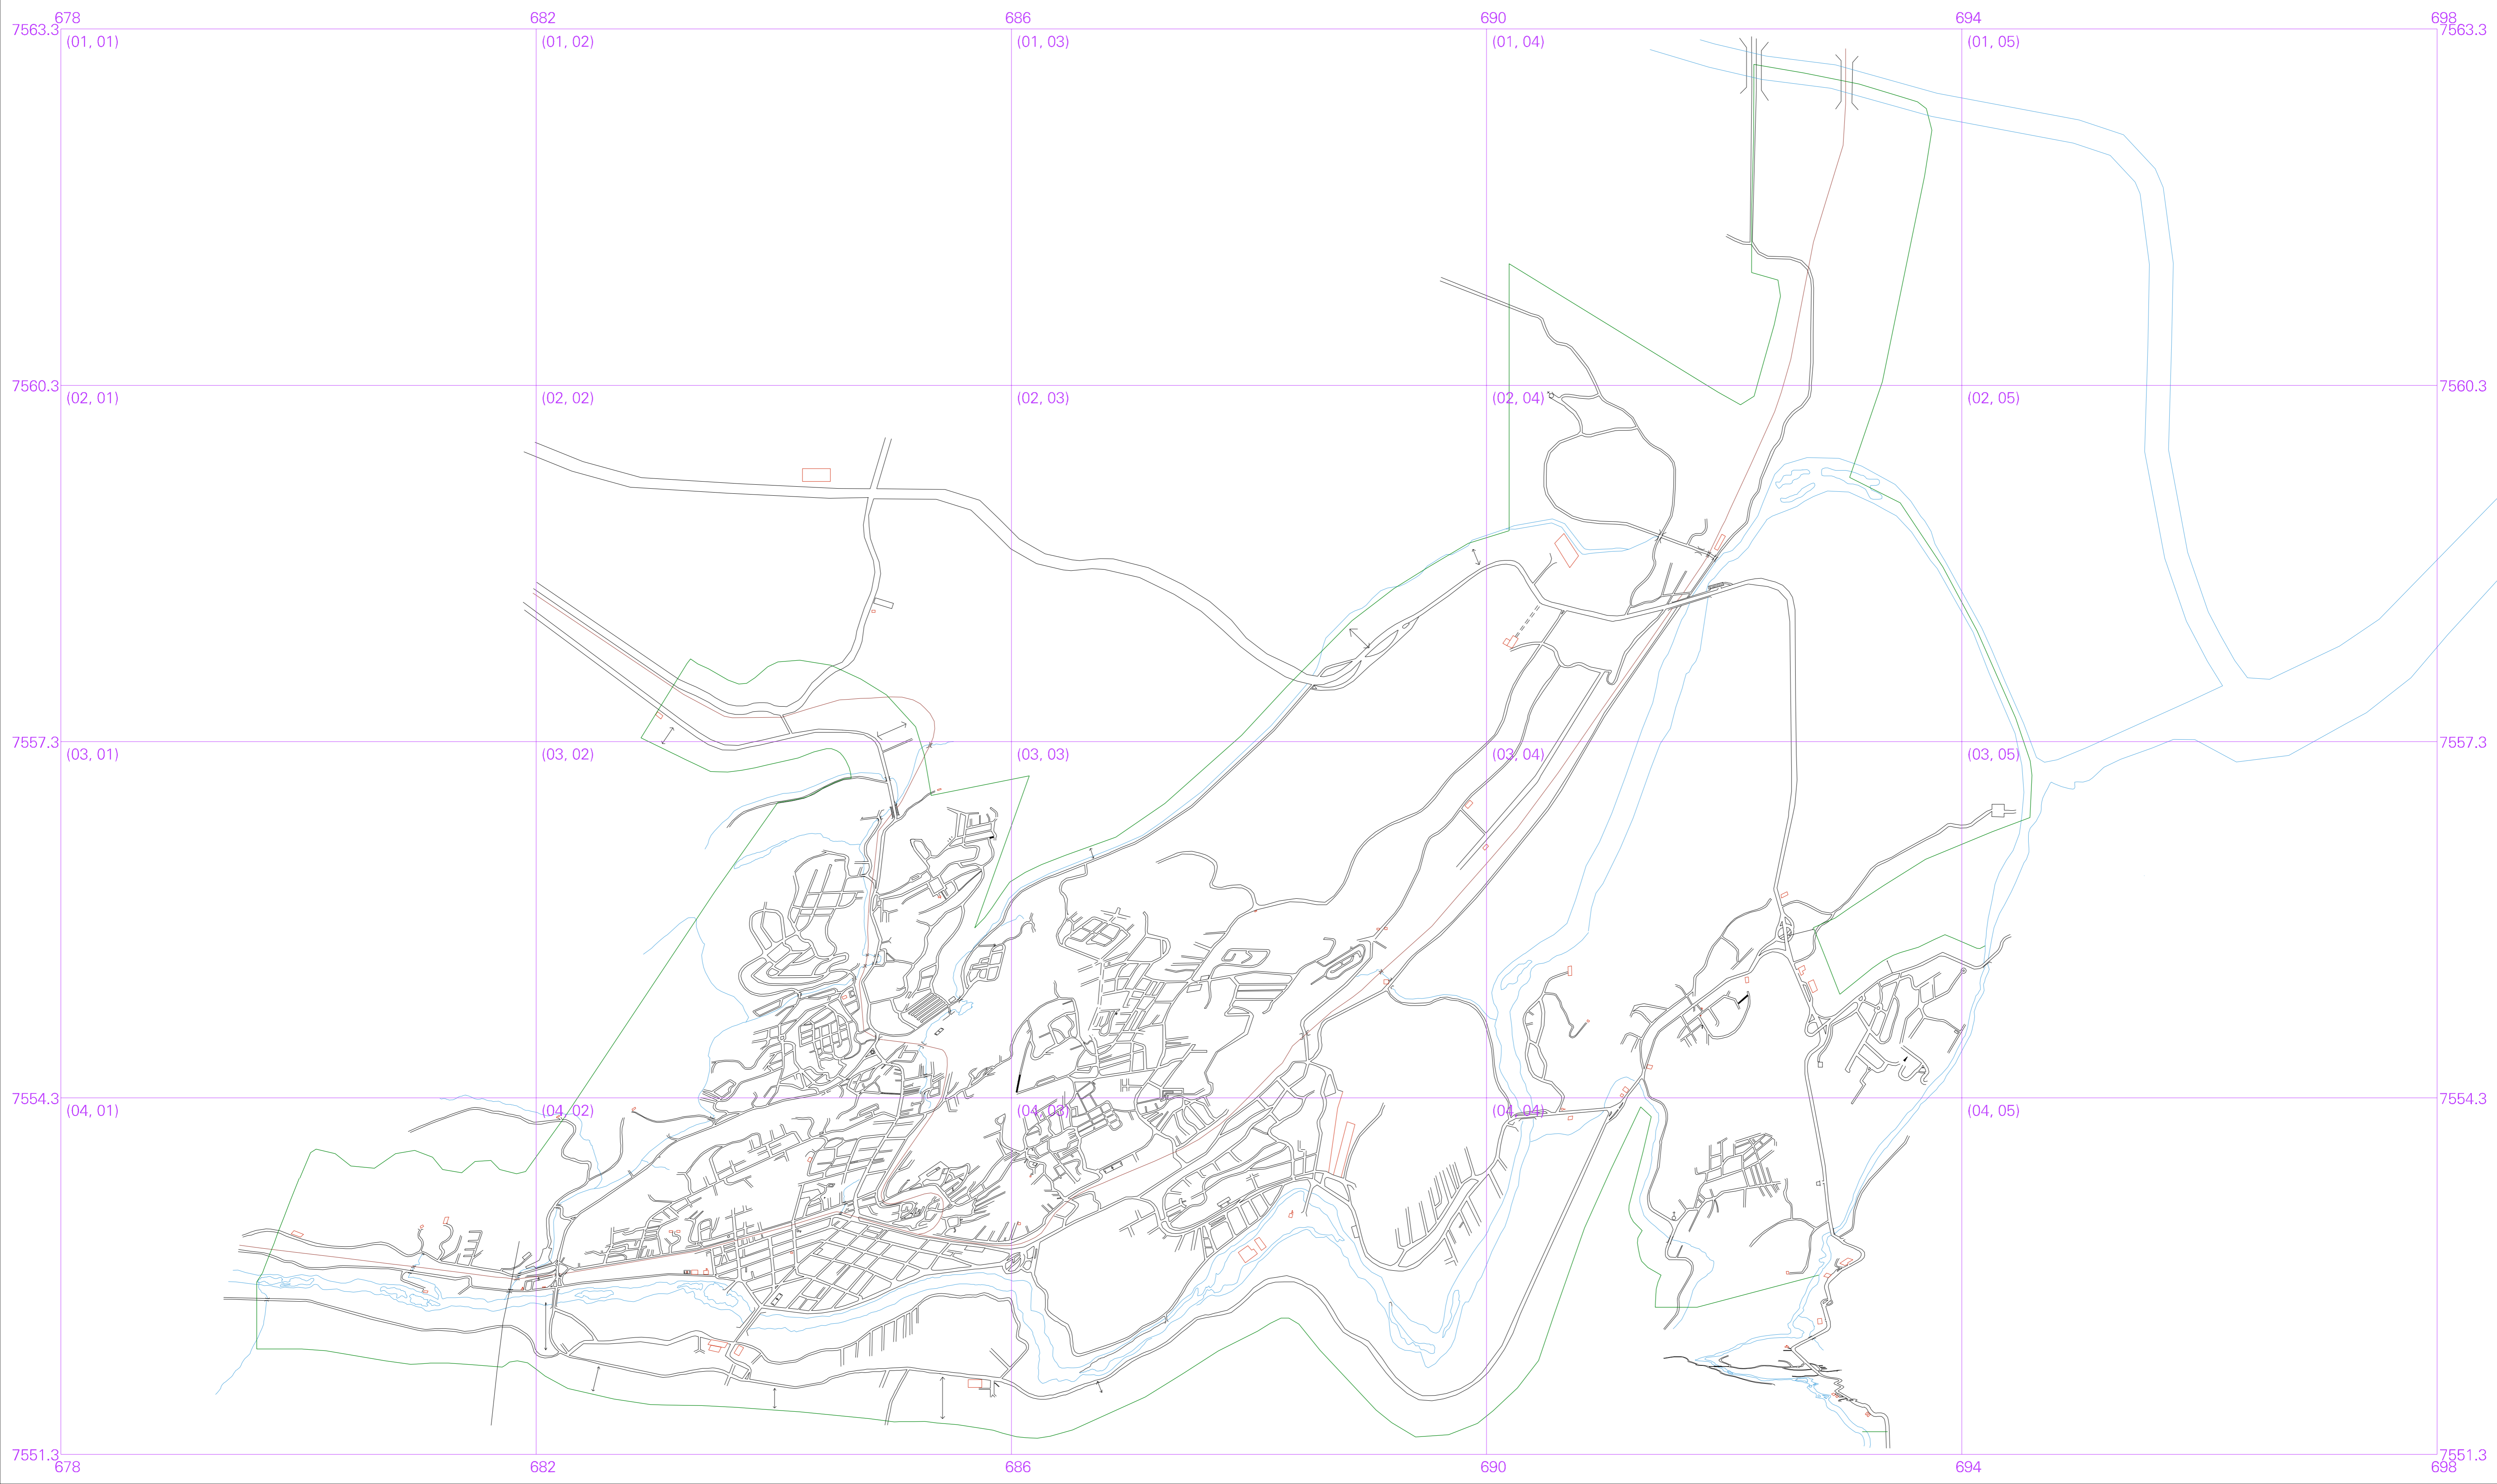 678 682 686 690 694 698
7563.3 7563.3
(01, 01) (01, 02) (01, 03) (01, 04) (01, 05)
7560.3 7560.3
(02, 01) (02, 02) (02, 03) (02, 04) (02, 05)
7557.3 7557.3
(03, 01) (03, 02) (03, 03) (03, 04) (03, 05)
7554.3 7554.3
(04, 01) (04, 02) (04, 03) (04, 04) (04, 05)
7551.3 7551.3
678 682 686 690 694 698